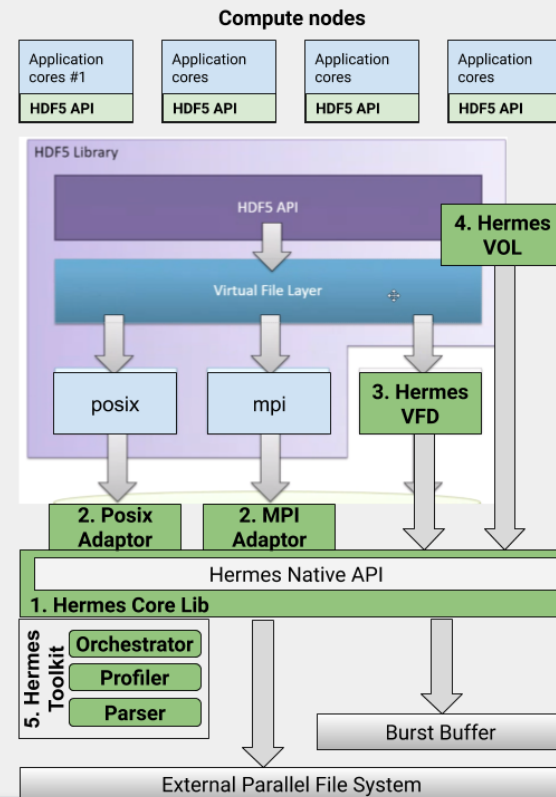 Compute nodes
Application
cores #1
HDF5 API
Application
cores
HDF5 API
Application
cores
HDF5 API
Application
cores
HDF5 API
HDF5 Library
HDF5 API
4. Hermes
VOL
Virtual File Layer
posix
mpi
3. Hermes
VFD
2. Posix
Adaptor
2. MPI
Adaptor
Hermes Native API
1. Hermes Core Lib
5. Hermes
Toolkit
Orchestrator
Profiler
Parser
Burst Buffer
External Parallel File System